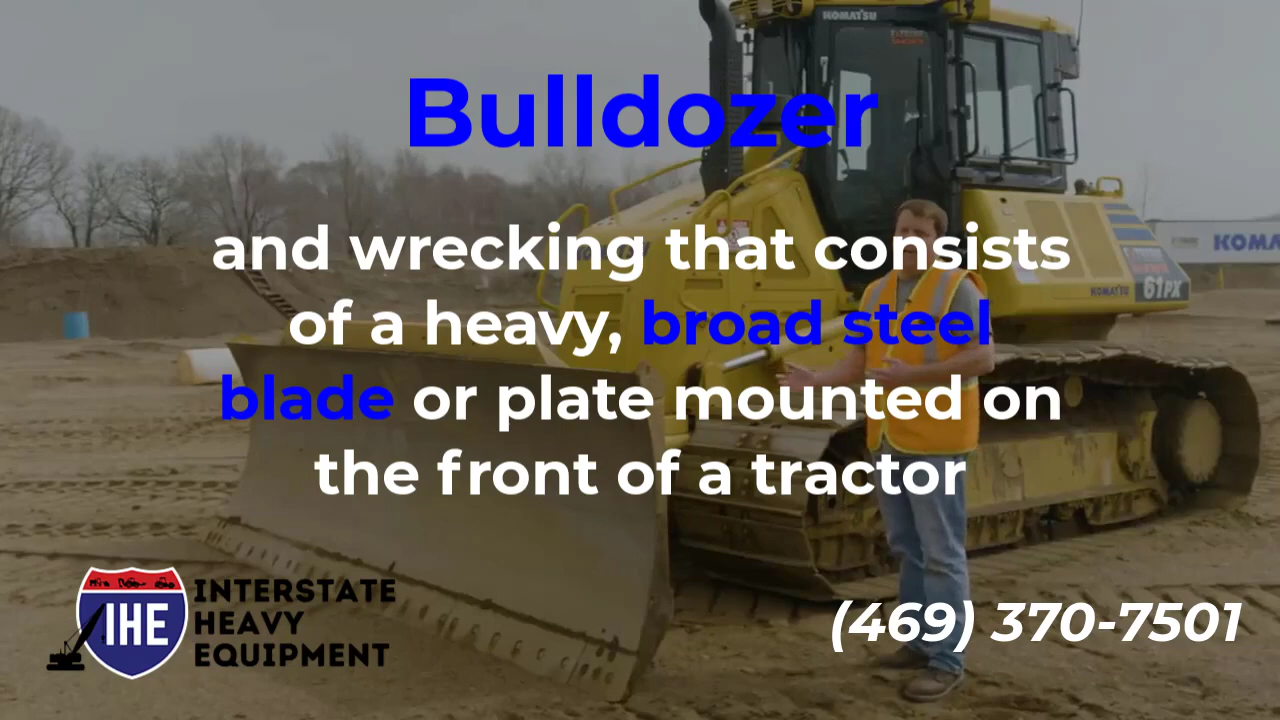 KOMATSU
Bulldozer
and wrecking that consists
of a heavy, broad steel
blade or plate mounted on
the front of a tractor
KOMATSU
61PX
KOMA
IHE
INTERSTATE
HEAVY
EQUIPMENT
(469) 370-7501